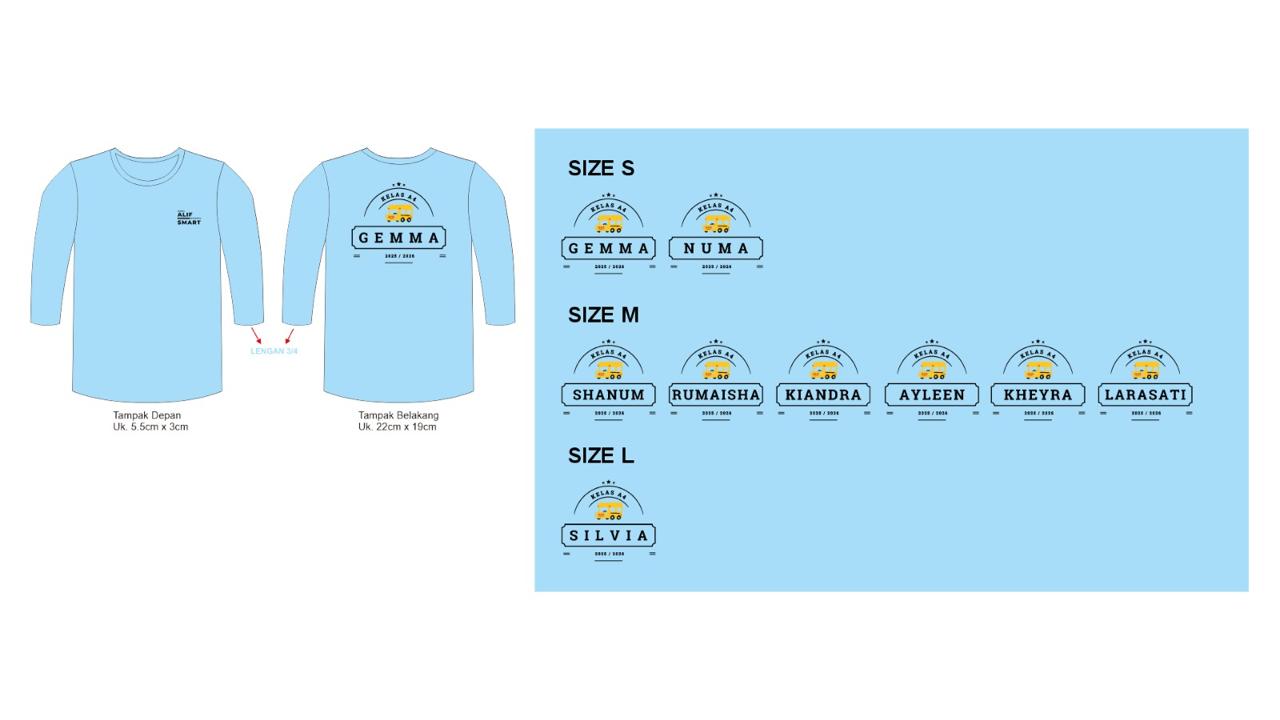 ALIF
SMART
KELAS A4
GEMMA
2025 / 2026
LENGAN 3/4
Tampak Depan
Uk. 5.5cm x 3cm
Tampak Belakang
Uk. 22cm x 19cm
SIZE S
KELAS A4
GEMMA
2025 / 2026
KELAS A4
NUMA
2025 / 2026
SIZE M
KELAS A4
SHANUM
2025 / 2026
KELAS A4
RUMAISHA
2025 / 2026
KELAS A4
KIANDRA
2025 / 2026
KELAS A4
AYLEEN
2025 / 2026
KELAS A4
KHEYRA
2025 / 2026
KELAS A4
LARASATI
2025 / 2026
SIZE L
KELAS A4
SILVIA
2025 / 2026